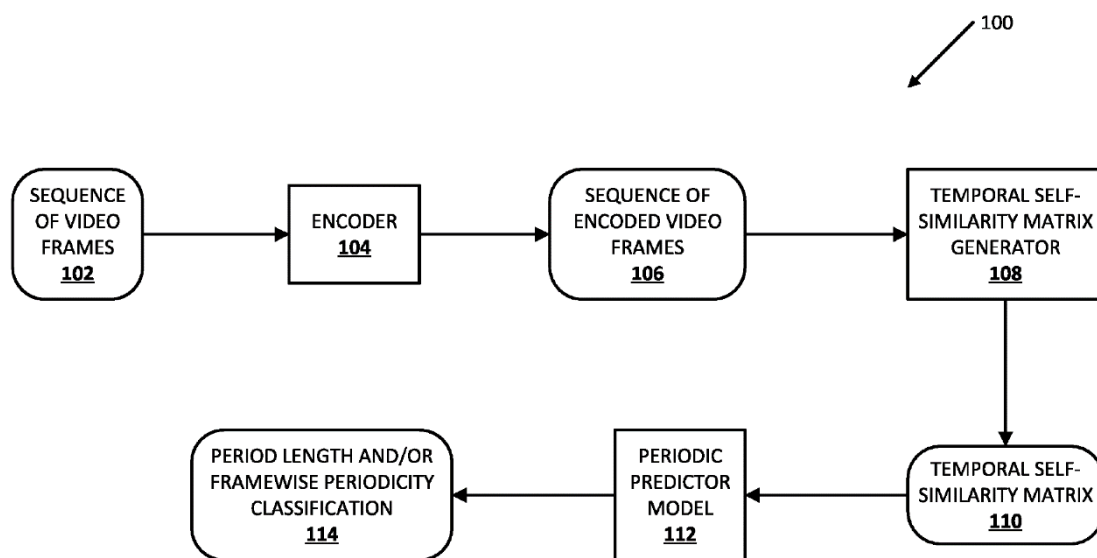 100
SEQUENCE
OF VIDEO
FRAMES
102
ENCODER
104
SEQUENCE OF
ENCODED VIDEO
FRAMES
106
TEMPORAL SELF-
SIMILARITY MATRIX
GENERATOR
108
PERIOD LENGTH AND/OR
FRAMEWISE PERIODICITY
CLASSIFICATION
114
PERIODIC
PREDICTOR
MODEL
112
TEMPORAL SELF-
SIMILARITY MATRIX
110